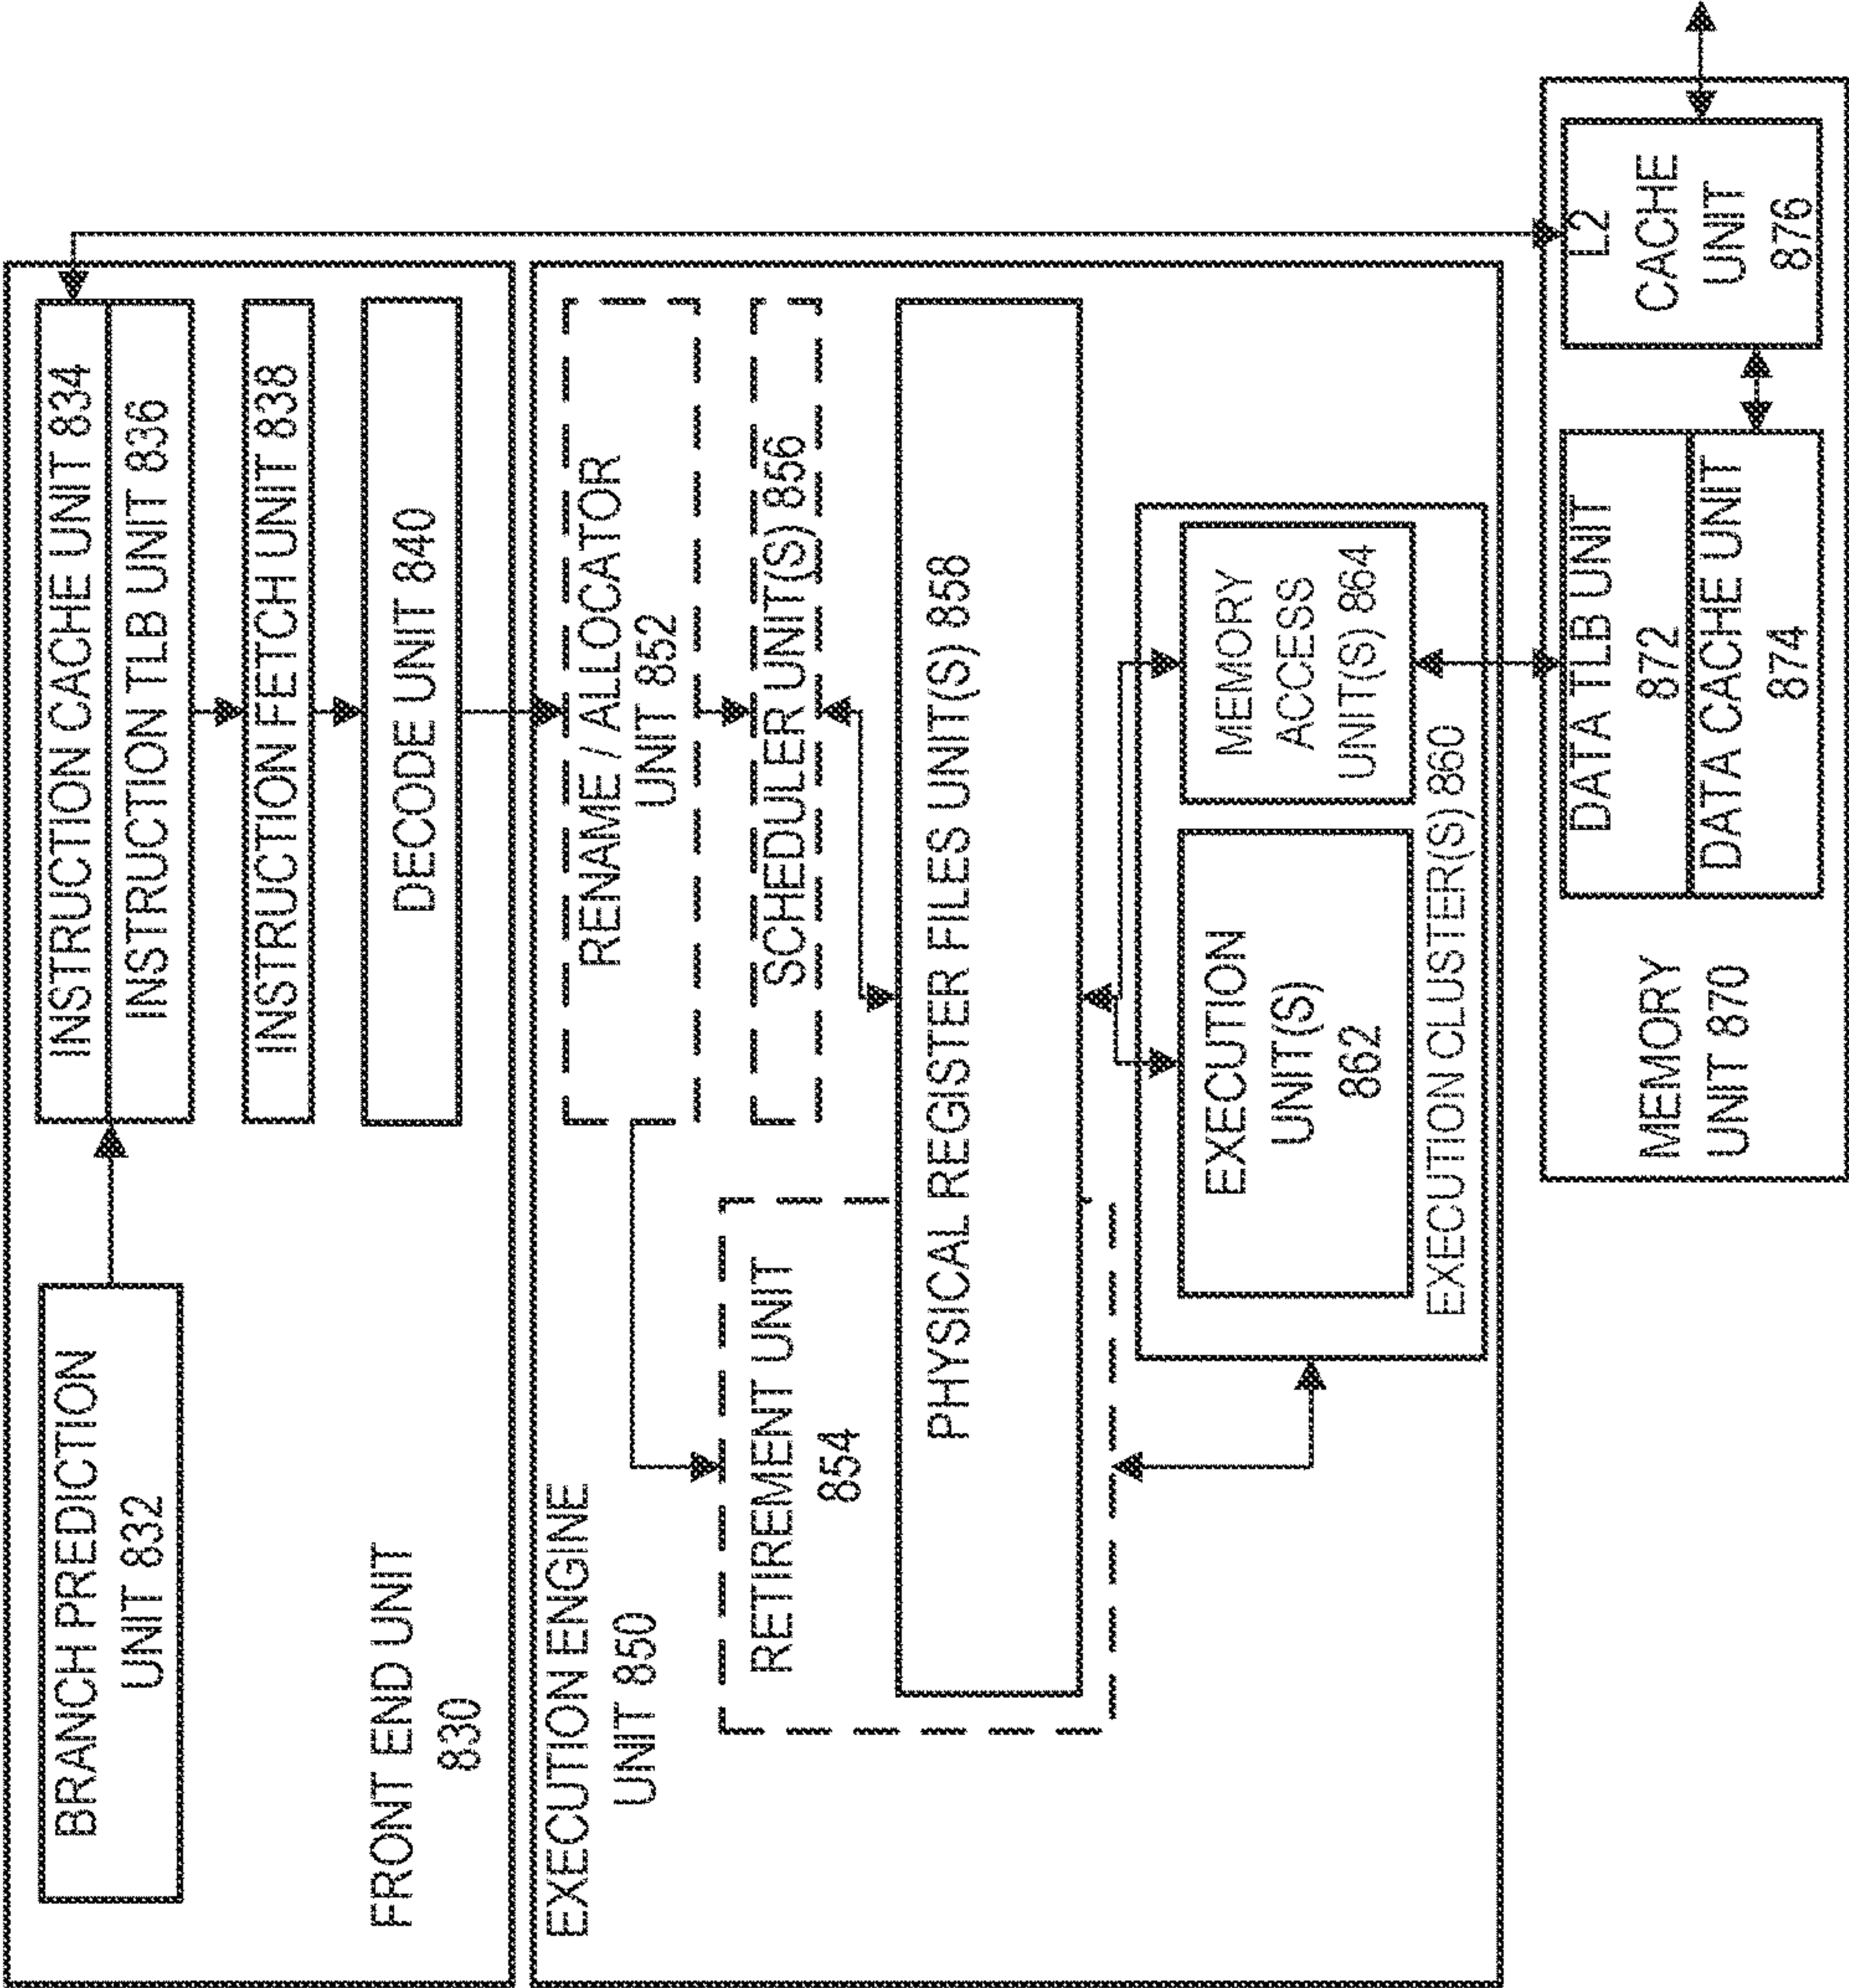 BRANCH PREDICTION
UNIT 832
INSTRUCTION CACHE UNIT 834
INSTRUCTION TLB UNIT 836
INSTRUCTION FETCH UNIT 838
DECODE UNIT 840
FRONT END UNIT
830
EXECUTION ENGINE
UNIT 850
RENAME / ALLOCATOR
UNIT 852
RETIREMENT UNIT
854
SCHEDULER UNIT(S) 856
PHYSICAL REGISTER FILES UNIT(S) 858
EXECUTION
UNIT(S)
862
MEMORY
ACCESS
UNIT(S) 864
EXECUTION CLUSTER(S) 860
MEMORY
UNIT 870
DATA TLB UNIT
872
DATA CACHE UNIT
874
L2
CACHE
UNIT
876